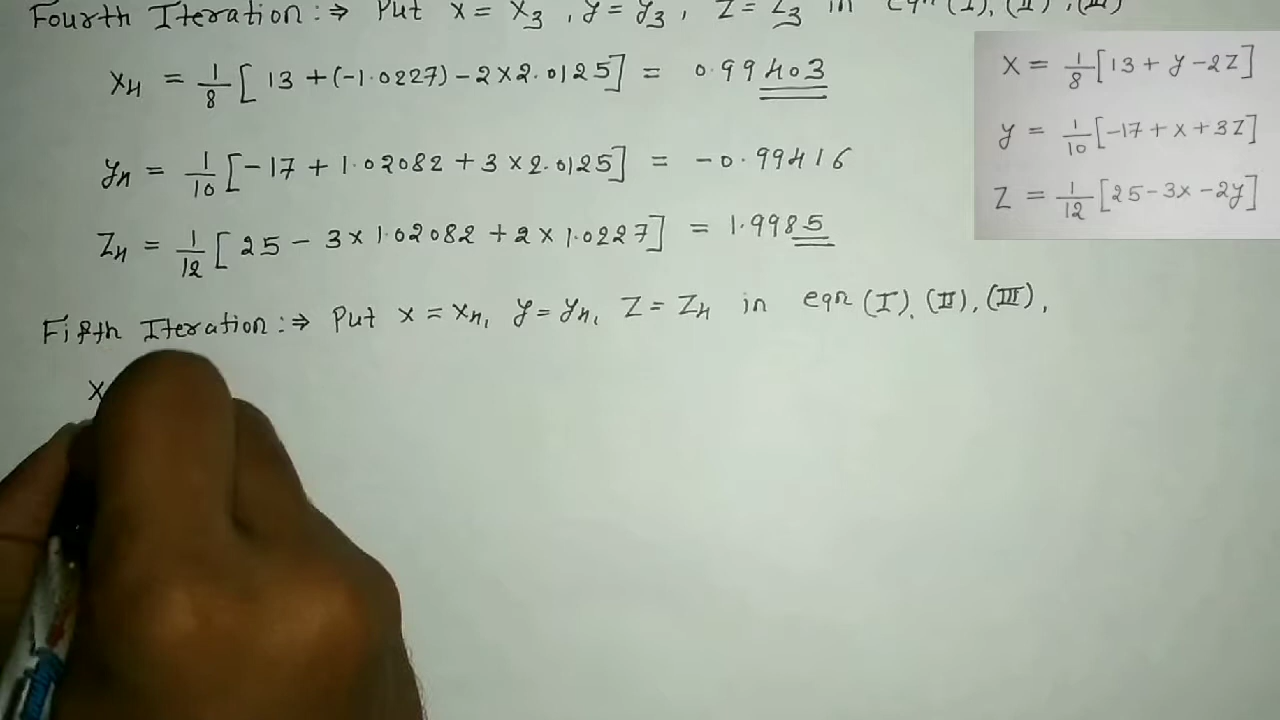 Fourth Iteration :⇒ Put x = x₃ , y = y₃ , z = z₃ in eqn (I), (II), (III)
x₄ = 1/8 [ 13 + (-1.0227) - 2×2.0125 ] = 0.99403
y₄ = 1/10 [ -17 + 1.02082 + 3×2.0125 ] = -0.99416
z₄ = 1/12 [ 25 - 3×1.02082 + 2×1.0227 ] = 1.9985
Fifth Iteration :⇒ Put x = x₄, y = y₄, z = z₄ in eqn (I), (II), (III),
x
x = 1/8 [13 + y - 2z]
y = 1/10 [-17 + x + 3z]
z = 1/12 [25 - 3x - 2y]